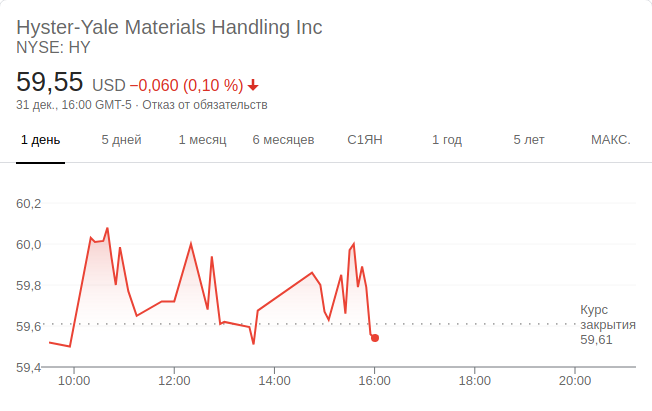 Hyster-Yale Materials Handling Inc
NYSE: HY
59,55 USD −0,060 (0,10 %)
31 дек., 16:00 GMT-5 · Отказ от обязательств
1 день 5 дней 1 месяц 6 месяцев С1ЯН 1 год 5 лет МАКС.
60,2
60,0
59,8
Курс
59,6 закрытия
59,61
59,4
10:00 12:00 14:00 16:00 18:00 20:00